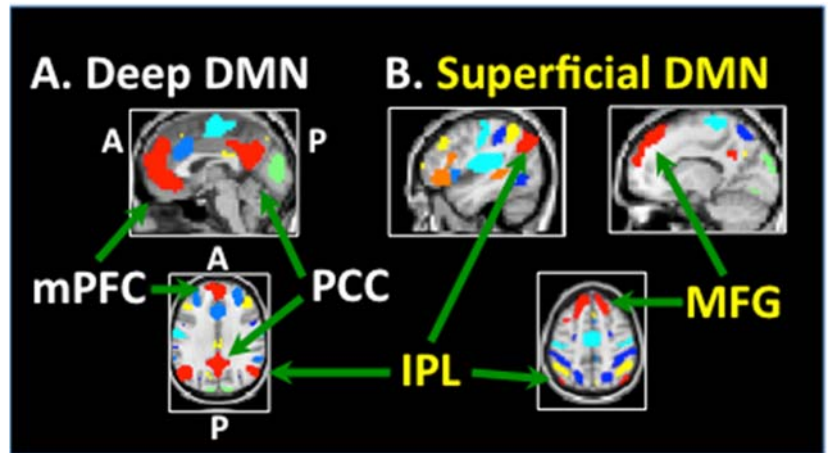 A. Deep DMN
B. Superficial DMN
A
P
A
mPFC
PCC
MFG
IPL
P